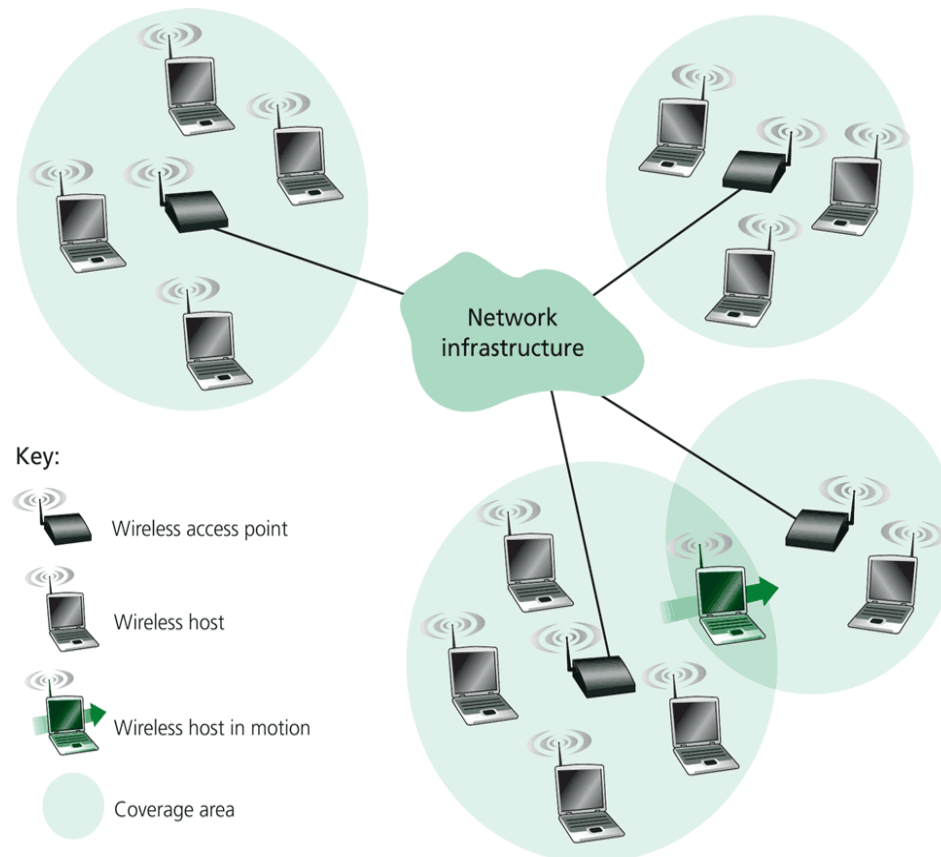 Network
infrastructure
Key:
Wireless access point
Wireless host
Wireless host in motion
Coverage area